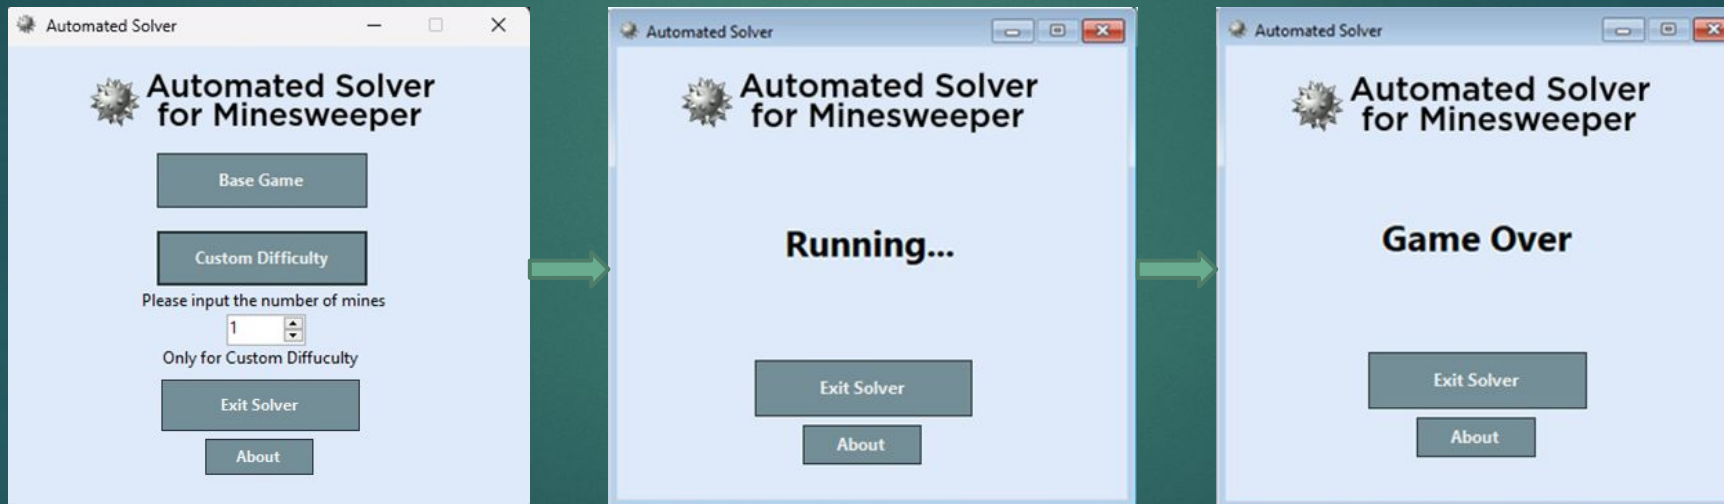 Automated Solver
Automated Solver
for Minesweeper
Base Game
Custom Difficulty
Please input the number of mines
1
Only for Custom Diffuculty
Exit Solver
About
Automated Solver
Automated Solver
for Minesweeper
Running...
Exit Solver
About
Automated Solver
Automated Solver
for Minesweeper
Game Over
Exit Solver
About